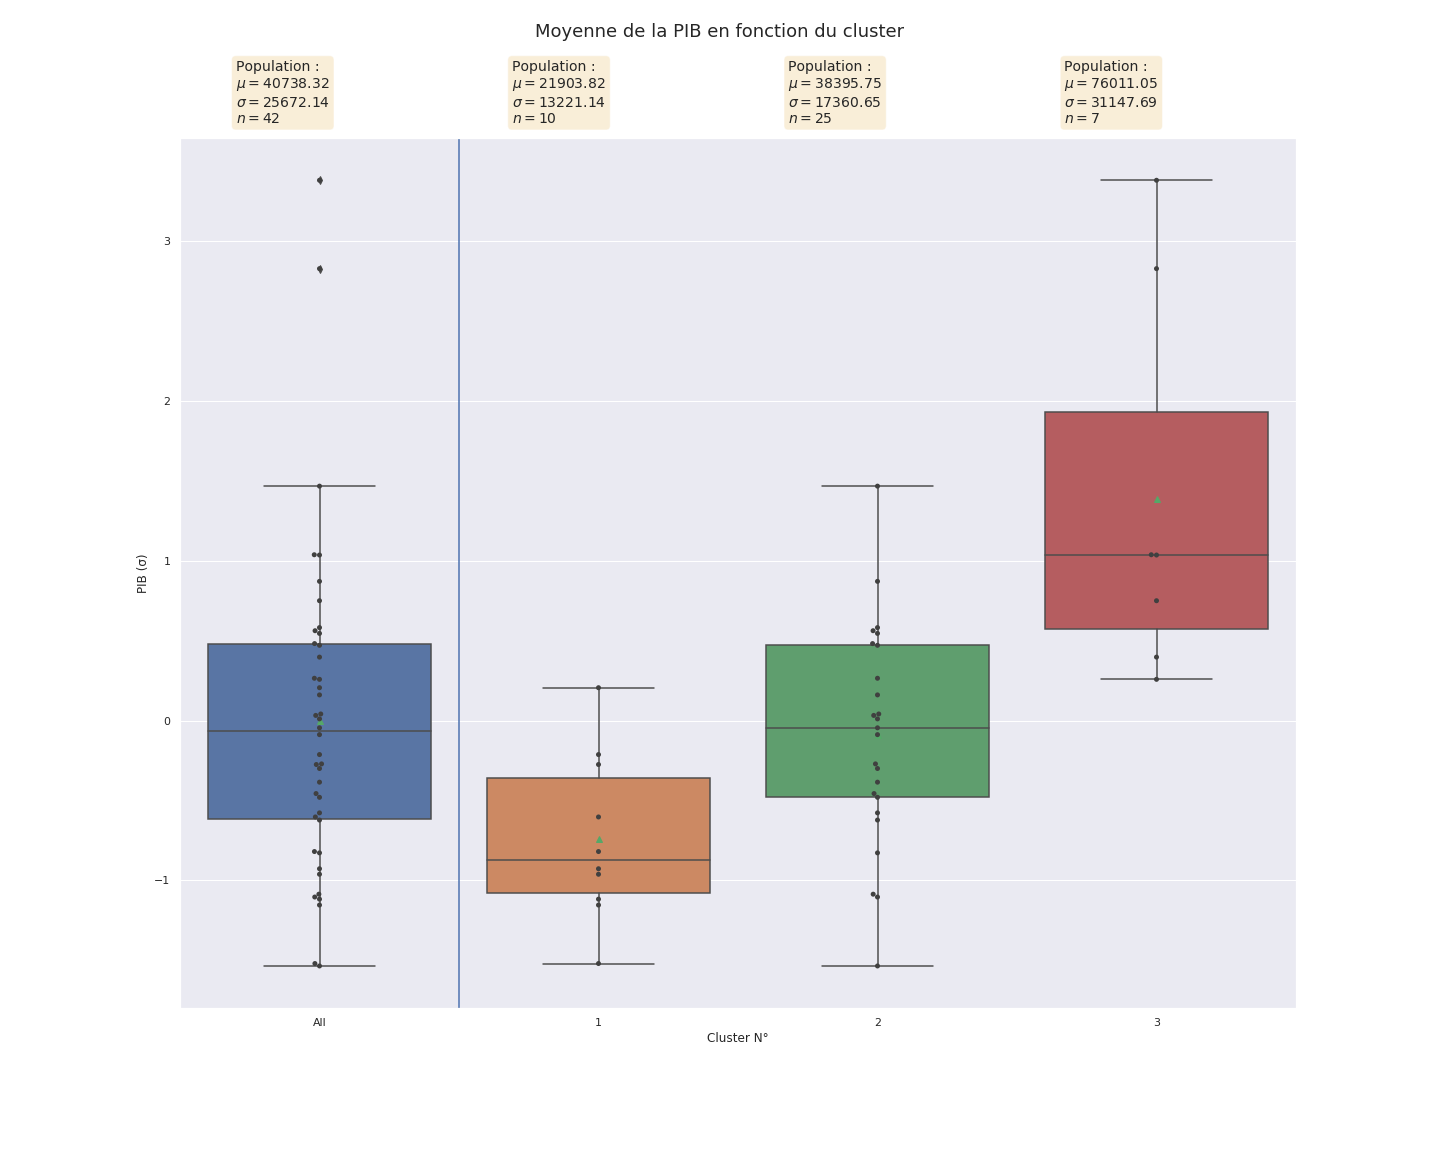 Moyenne de la PIB en fonction du cluster
Population :
μ = 40738.32
σ = 25672.14
n = 42
Population :
μ = 21903.82
σ = 13221.14
n = 10
Population :
μ = 38395.75
σ = 17360.65
n = 25
Population :
μ = 76011.05
σ = 31147.69
n = 7
PIB (σ)
3
2
1
0
−1
All
1
2
3
Cluster N°